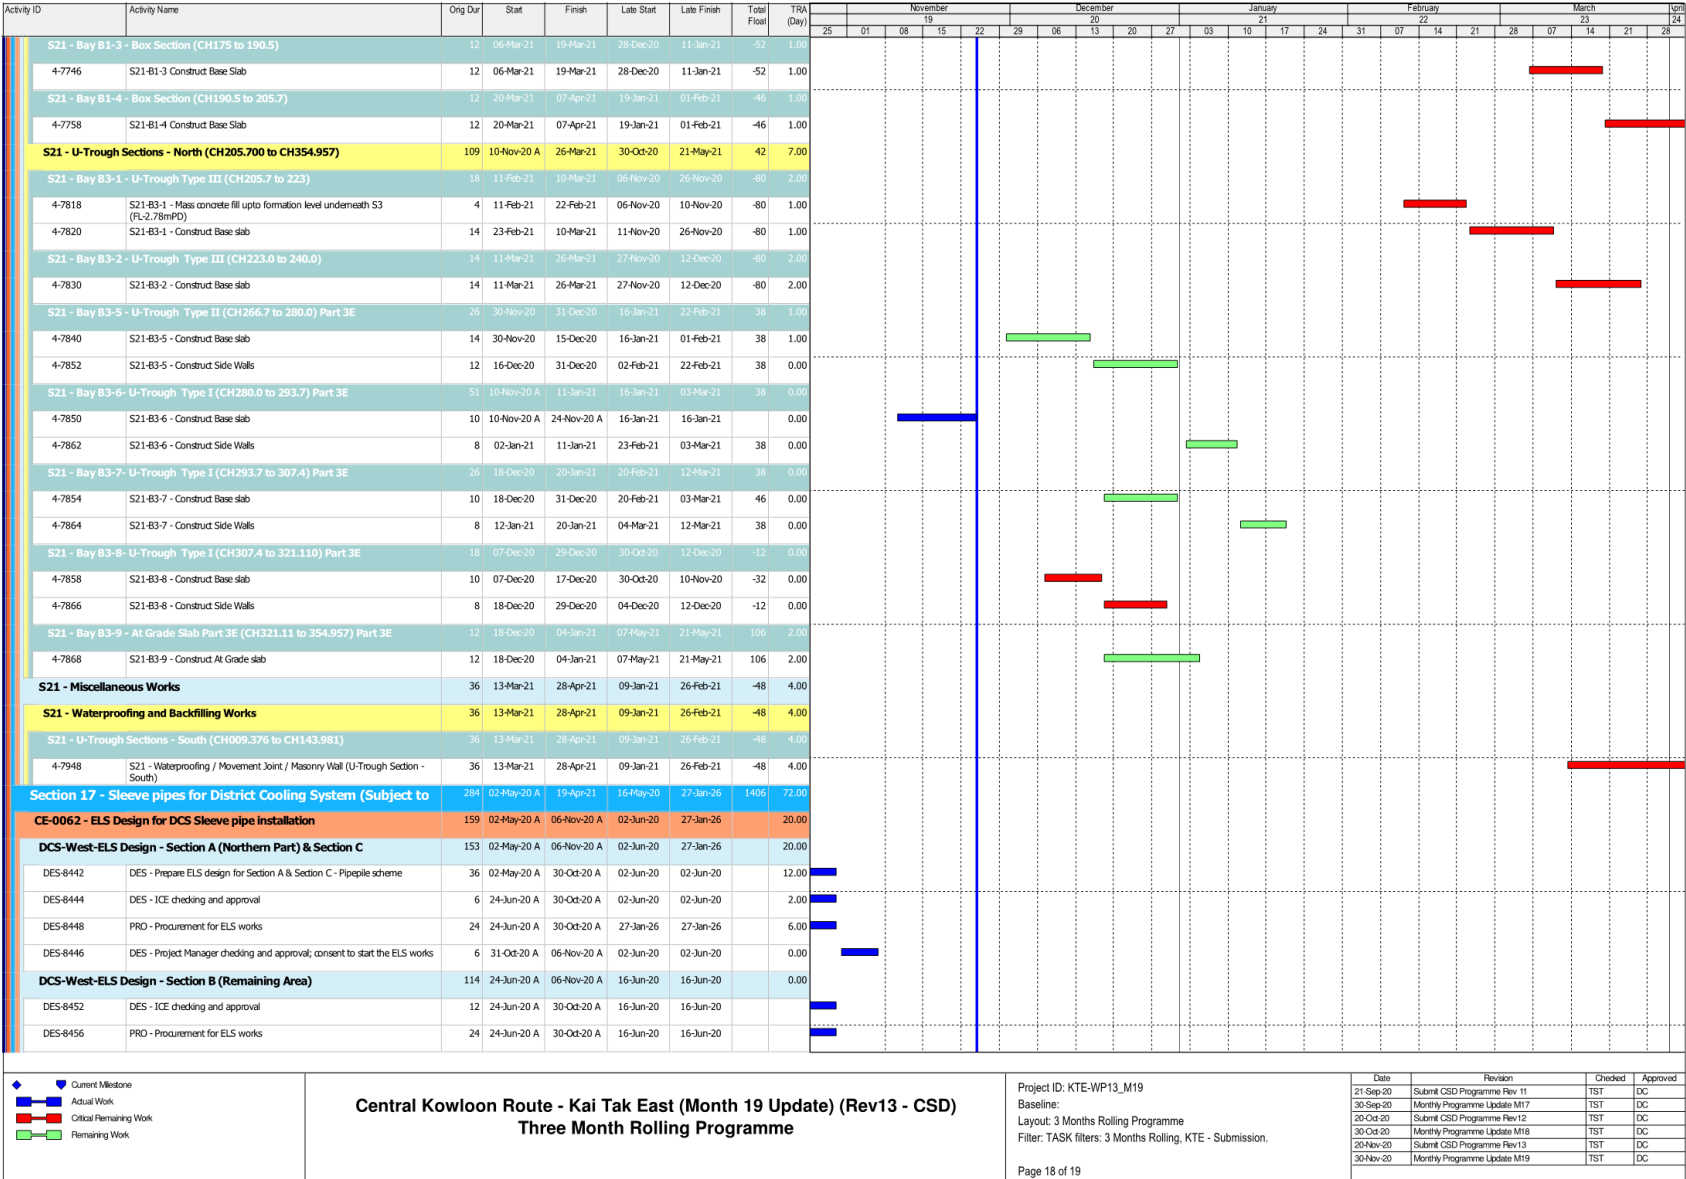 Activity ID Activity Name Orig Dur Start Finish Late Start Late Finish Total Float TRA (Day) November December January February March April
19 20 21 22 23 24
25 01 08 15 22 29 06 13 20 27 03 10 17 24 31 07 14 21 28 07 14 21 28
S21 - Bay B1-3 - Box Section (CH175 to 190.5) 12 06-Mar-21 19-Mar-21 28-Dec-20 11-Jan-21 -52 1.00
4-7746 S21-B1-3 Construct Base Slab 12 06-Mar-21 19-Mar-21 28-Dec-20 11-Jan-21 -52 1.00
S21 - Bay B1-4 - Box Section (CH190.5 to 205.7) 12 20-Mar-21 07-Apr-21 19-Jan-21 01-Feb-21 -46 1.00
4-7758 S21-B1-4 Construct Base Slab 12 20-Mar-21 07-Apr-21 19-Jan-21 01-Feb-21 -46 1.00
S21 - U-Trough Sections - North (CH205.700 to CH354.957) 109 10-Nov-20 A 26-Mar-21 30-Oct-20 21-May-21 42 7.00
S21 - Bay B3-1 - U-Trough Type III (CH205.7 to 223) 18 11-Feb-21 10-Mar-21 06-Nov-20 26-Nov-20 -80 2.00
4-7818 S21-B3-1 - Mass concrete fill upto formation level underneath S3 (FL-2.78mPD) 4 11-Feb-21 22-Feb-21 06-Nov-20 10-Nov-20 -80 1.00
4-7820 S21-B3-1 - Construct Base slab 14 23-Feb-21 10-Mar-21 11-Nov-20 26-Nov-20 -80 1.00
S21 - Bay B3-2 - U-Trough Type III (CH223.0 to 240.0) 14 11-Mar-21 26-Mar-21 27-Nov-20 12-Dec-20 -80 2.00
4-7830 S21-B3-2 - Construct Base slab 14 11-Mar-21 26-Mar-21 27-Nov-20 12-Dec-20 -80 2.00
S21 - Bay B3-5 - U-Trough Type II (CH266.7 to 280.0) Part 3E 26 30-Nov-20 31-Dec-20 16-Jan-21 22-Feb-21 38 1.00
4-7840 S21-B3-5 - Construct Base slab 14 30-Nov-20 15-Dec-20 16-Jan-21 01-Feb-21 38 1.00
4-7852 S21-B3-5 - Construct Side Walls 12 16-Dec-20 31-Dec-20 02-Feb-21 22-Feb-21 38 0.00
S21 - Bay B3-6- U-Trough Type I (CH280.0 to 293.7) Part 3E 51 10-Nov-20 A 11-Jan-21 16-Jan-21 03-Mar-21 38 0.00
4-7850 S21-B3-6 - Construct Base slab 10 10-Nov-20 A 24-Nov-20 A 16-Jan-21 16-Jan-21 0.00
4-7862 S21-B3-6 - Construct Side Walls 8 02-Jan-21 11-Jan-21 23-Feb-21 03-Mar-21 38 0.00
S21 - Bay B3-7- U-Trough Type I (CH293.7 to 307.4) Part 3E 26 18-Dec-20 20-Jan-21 20-Feb-21 12-Mar-21 38 0.00
4-7854 S21-B3-7 - Construct Base slab 10 18-Dec-20 31-Dec-20 20-Feb-21 03-Mar-21 46 0.00
4-7864 S21-B3-7 - Construct Side Walls 8 12-Jan-21 20-Jan-21 04-Mar-21 12-Mar-21 38 0.00
S21 - Bay B3-8- U-Trough Type I (CH307.4 to 321.110) Part 3E 18 07-Dec-20 29-Dec-20 30-Oct-20 12-Dec-20 -12 0.00
4-7858 S21-B3-8 - Construct Base slab 10 07-Dec-20 17-Dec-20 30-Oct-20 10-Nov-20 -32 0.00
4-7866 S21-B3-8 - Construct Side Walls 8 18-Dec-20 29-Dec-20 04-Dec-20 12-Dec-20 -12 0.00
S21 - Bay B3-9 - At Grade Slab Part 3E (CH321.11 to 354.957) Part 3E 12 18-Dec-20 04-Jan-21 07-May-21 21-May-21 106 2.00
4-7868 S21-B3-9 - Construct At Grade slab 12 18-Dec-20 04-Jan-21 07-May-21 21-May-21 106 2.00
S21 - Miscellaneous Works 36 13-Mar-21 28-Apr-21 09-Jan-21 26-Feb-21 -48 4.00
S21 - Waterproofing and Backfilling Works 36 13-Mar-21 28-Apr-21 09-Jan-21 26-Feb-21 -48 4.00
S21 - U-Trough Sections - South (CH009.376 to CH143.981) 36 13-Mar-21 28-Apr-21 09-Jan-21 26-Feb-21 -48 4.00
4-7948 S21 - Waterproofing / Movement Joint / Masonry Wall (U-Trough Section - South) 36 13-Mar-21 28-Apr-21 09-Jan-21 26-Feb-21 -48 4.00
Section 17 - Sleeve pipes for District Cooling System (Subject to 284 02-May-20 A 19-Apr-21 16-May-20 27-Jan-26 1406 72.00
CE-0062 - ELS Design for DCS Sleeve pipe installation 159 02-May-20 A 06-Nov-20 A 02-Jun-20 27-Jan-26 20.00
DCS-West-ELS Design - Section A (Northern Part) & Section C 153 02-May-20 A 06-Nov-20 A 02-Jun-20 27-Jan-26 20.00
DES-8442 DES - Prepare ELS design for Section A & Section C - Pipepile scheme 36 02-May-20 A 30-Oct-20 A 02-Jun-20 02-Jun-20 12.00
DES-8444 DES - ICE checking and approval 6 24-Jun-20 A 30-Oct-20 A 02-Jun-20 02-Jun-20 2.00
DES-8448 PRO - Procurement for ELS works 24 24-Jun-20 A 30-Oct-20 A 27-Jan-26 27-Jan-26 6.00
DES-8446 DES - Project Manager checking and approval; consent to start the ELS works 6 31-Oct-20 A 06-Nov-20 A 02-Jun-20 02-Jun-20 0.00
DCS-West-ELS Design - Section B (Remaining Area) 114 24-Jun-20 A 06-Nov-20 A 16-Jun-20 16-Jun-20 0.00
DES-8452 DES - ICE checking and approval 12 24-Jun-20 A 30-Oct-20 A 16-Jun-20 16-Jun-20
DES-8456 PRO - Procurement for ELS works 24 24-Jun-20 A 30-Oct-20 A 16-Jun-20 16-Jun-20
Current Milestone
Actual Work
Critical Remaining Work
Remaining Work
Central Kowloon Route - Kai Tak East (Month 19 Update) (Rev13 - CSD)
Three Month Rolling Programme
Project ID: KTE-WP13_M19
Baseline:
Layout: 3 Months Rolling Programme
Filter: TASK filters: 3 Months Rolling, KTE - Submission.
Page 18 of 19
Date Revision Checked Approved
21-Sep-20 Submit CSD Programme Rev 11 TST DC
30-Sep-20 Monthly Programme Update M17 TST DC
20-Oct-20 Submit CSD Programme Rev12 TST DC
30-Oct-20 Monthly Programme Update M18 TST DC
20-Nov-20 Submit CSD Programme Rev13 TST DC
30-Nov-20 Monthly Programme Update M19 TST DC